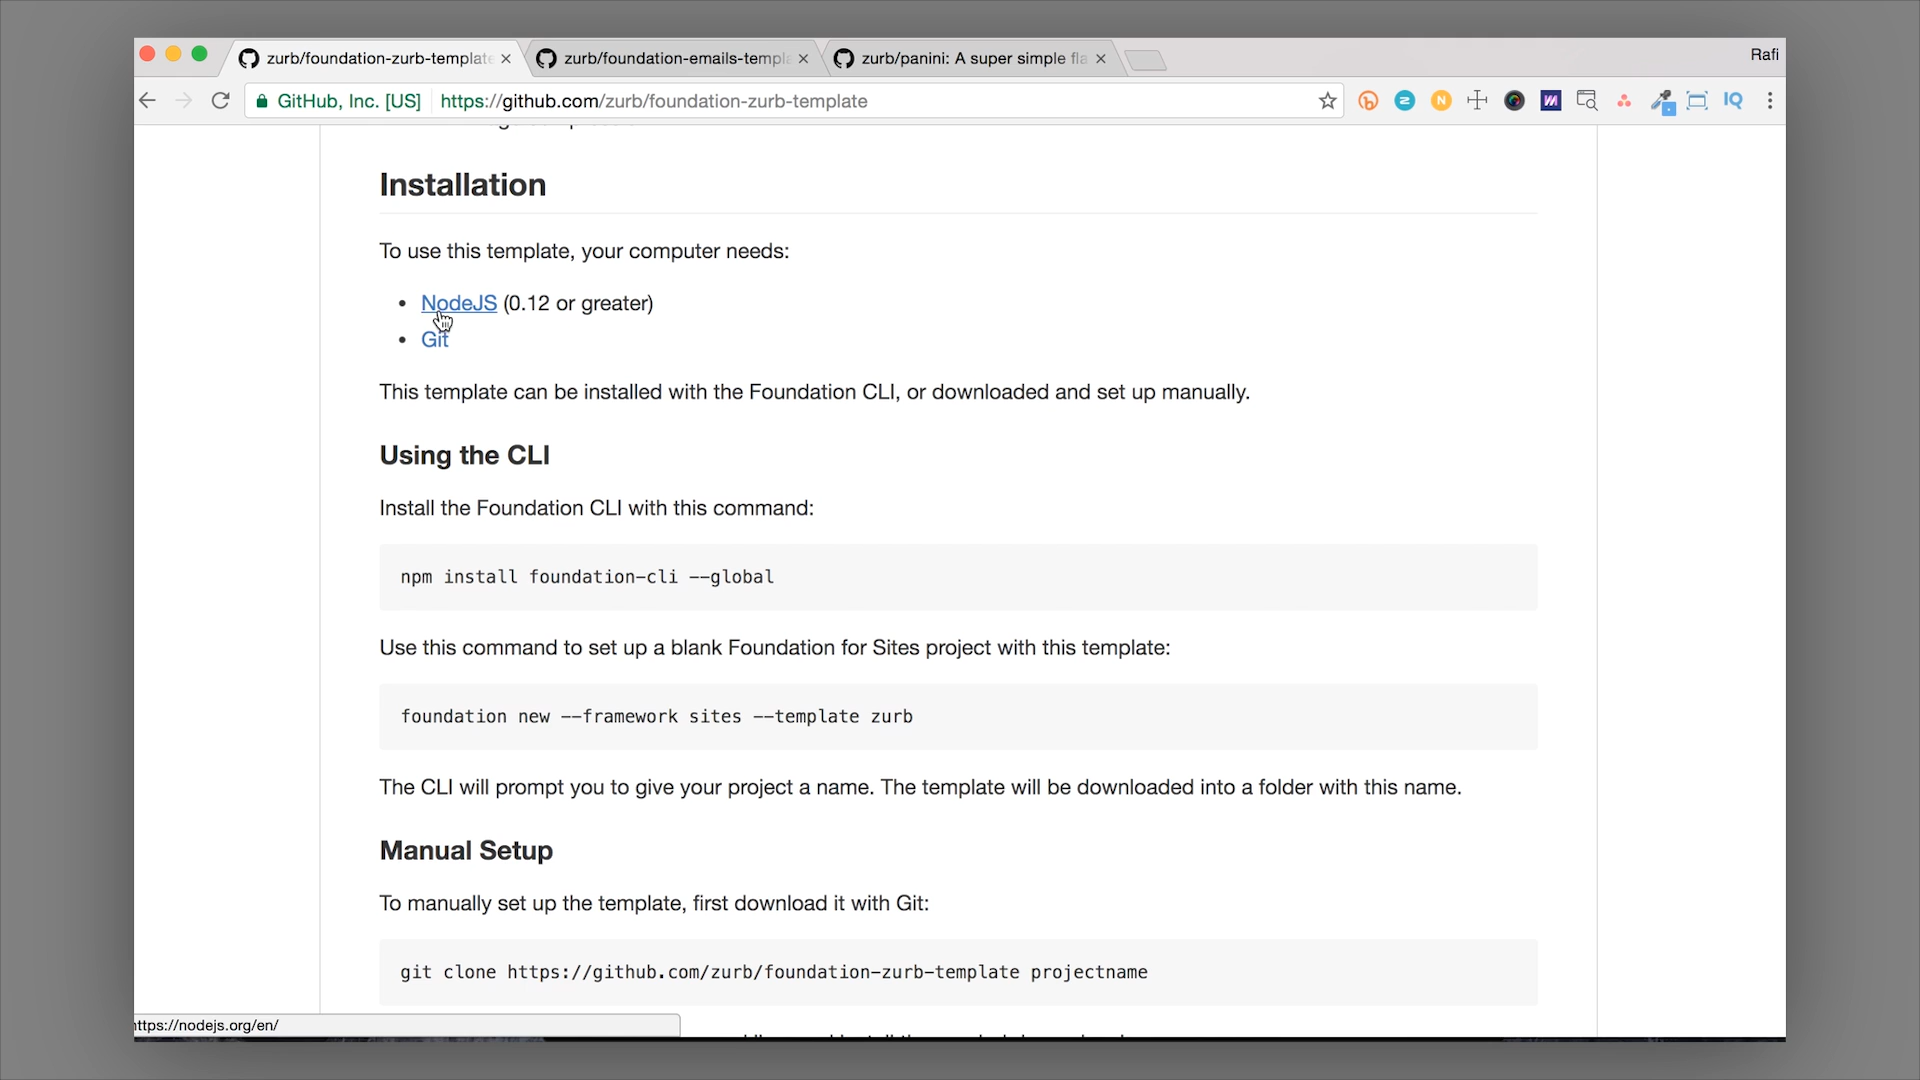 zurb/foundation-zurb-template
zurb/foundation-emails-templ
zurb/panini: A super simple fla
Rafi
GitHub, Inc. [US]
https://github.com/zurb/foundation-zurb-template
IQ
Installation
To use this template, your computer needs:
• NodeJS (0.12 or greater)
• Git
This template can be installed with the Foundation CLI, or downloaded and set up manually.
Using the CLI
Install the Foundation CLI with this command:
npm install foundation-cli --global
Use this command to set up a blank Foundation for Sites project with this template:
foundation new --framework sites --template zurb
The CLI will prompt you to give your project a name. The template will be downloaded into a folder with this name.
Manual Setup
To manually set up the template, first download it with Git:
git clone https://github.com/zurb/foundation-zurb-template projectname
ttps://nodejs.org/en/